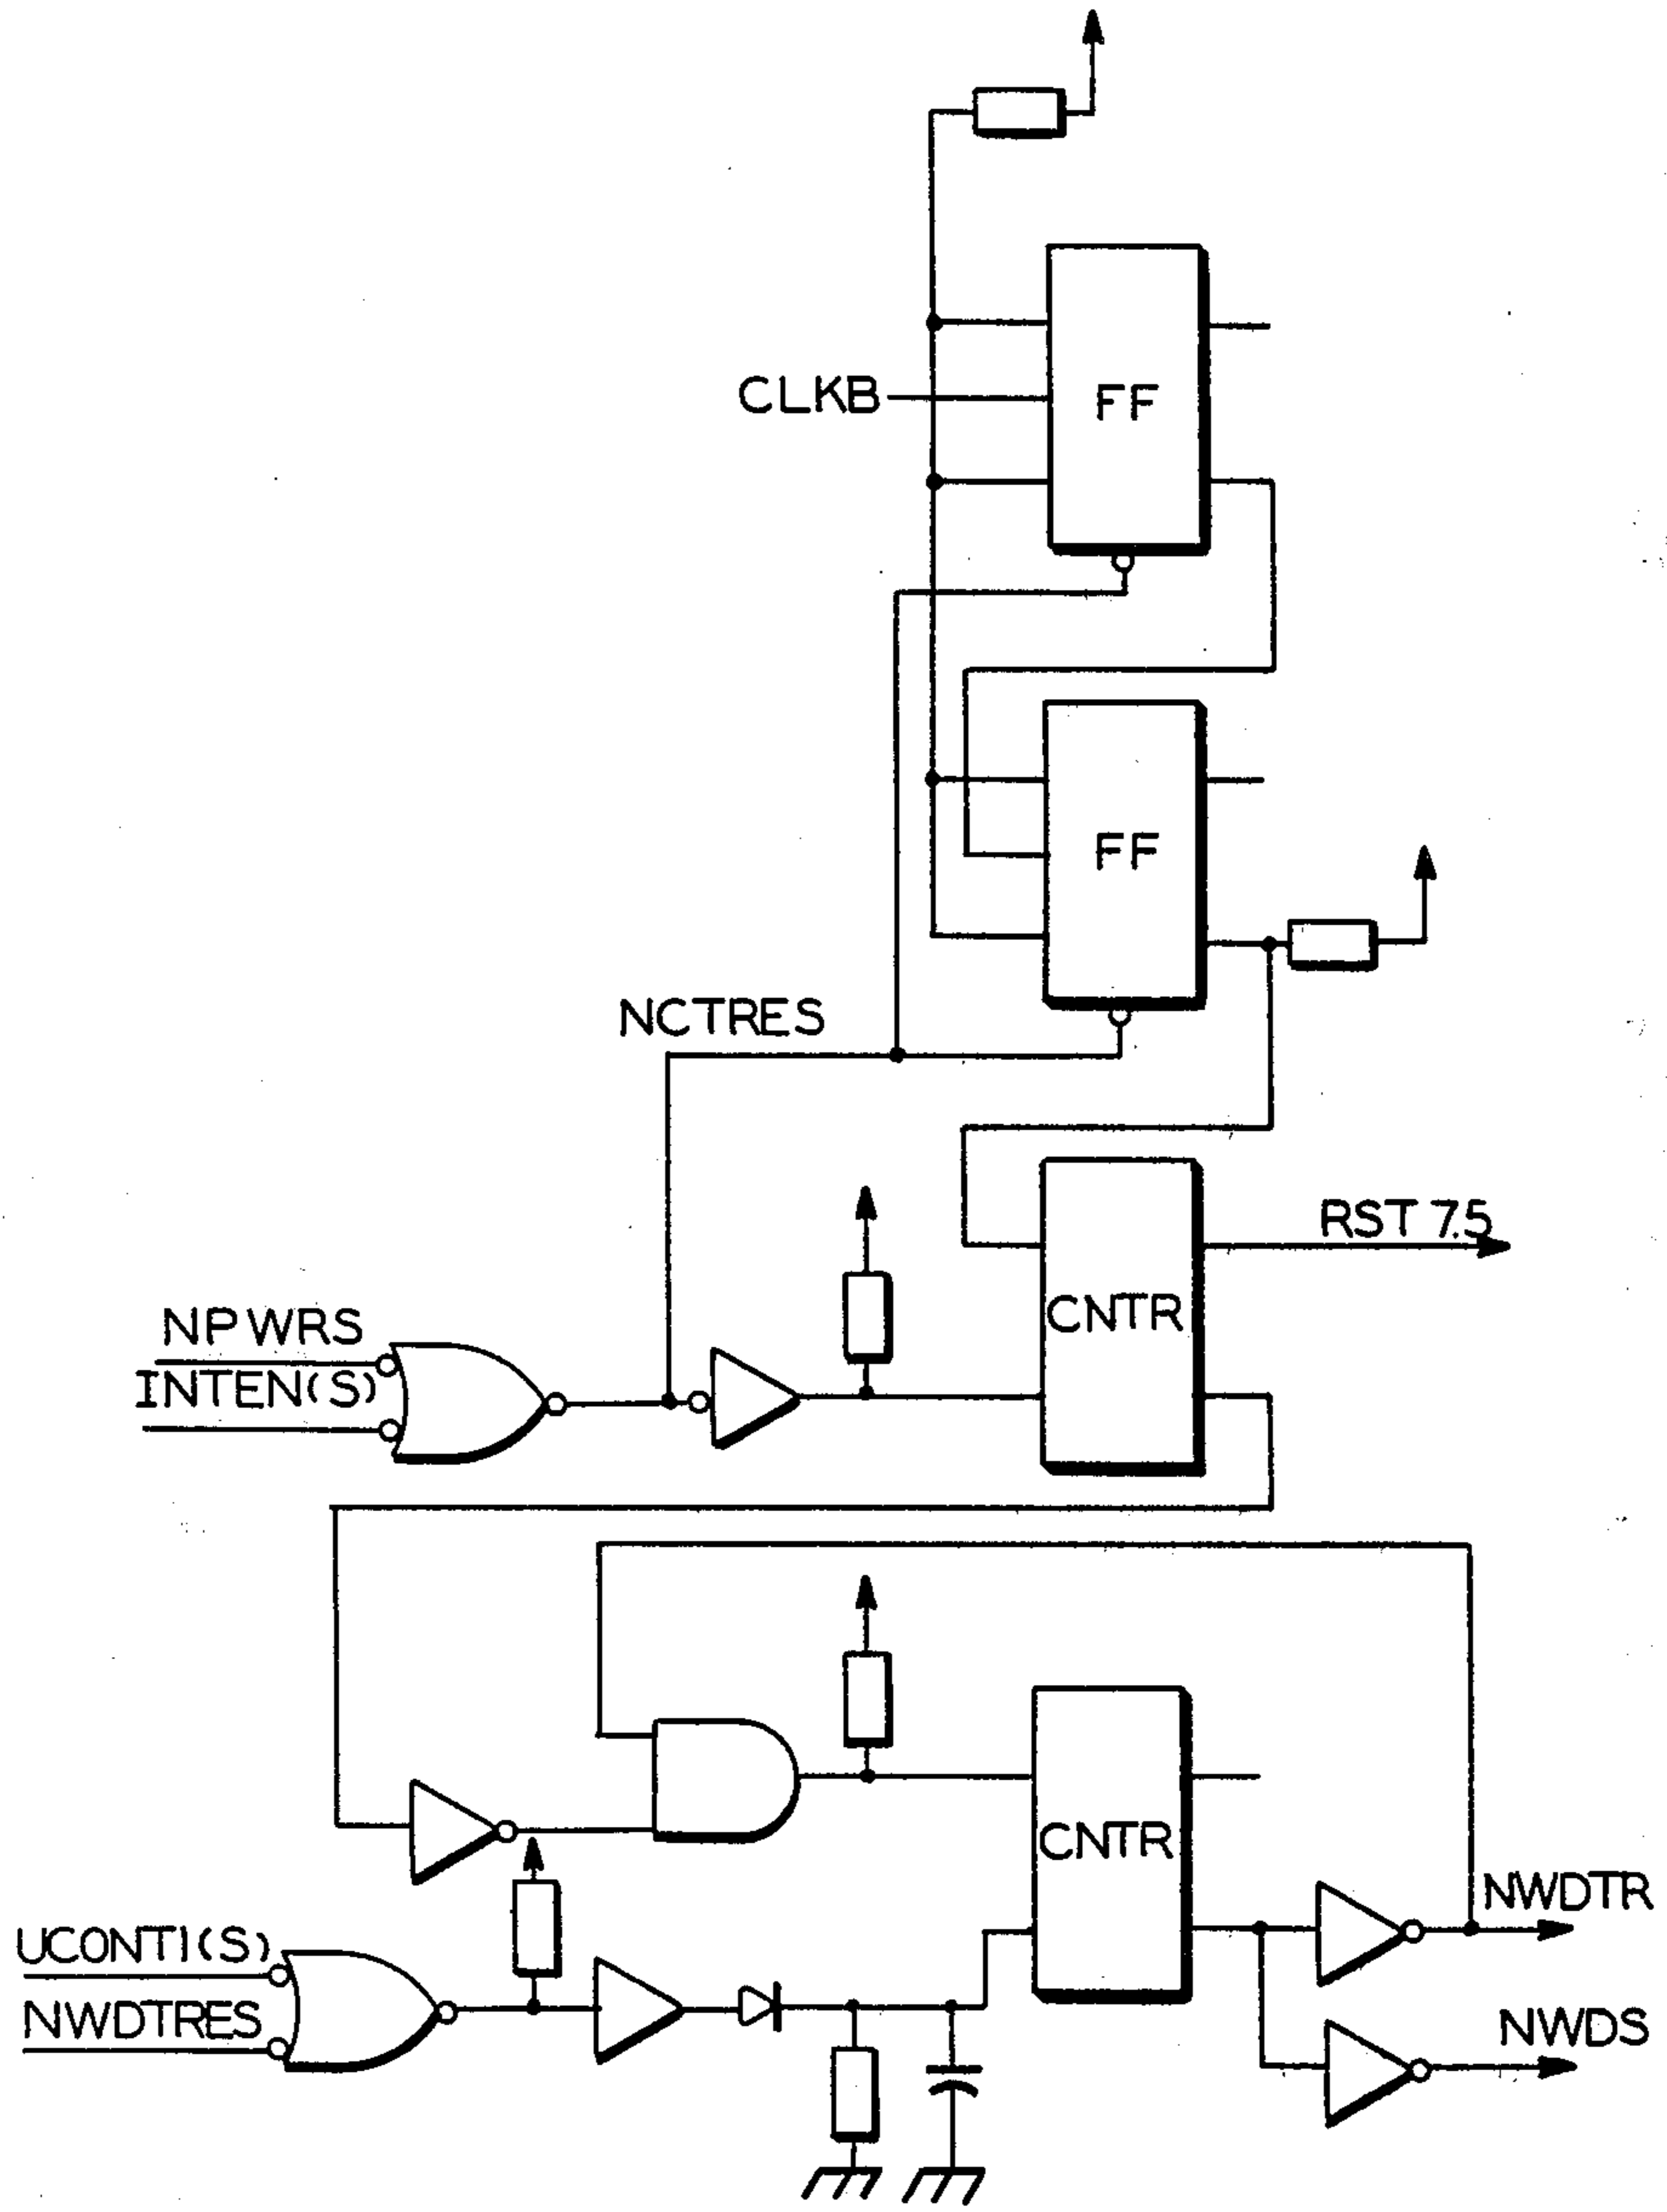 CLKB
FF
FF
NCTRES
RST 7.5
CNTR
NPWRS
INTEN(S)
CNTR
NWDTR
UCONT1(S)
NWDTRES
NWDS